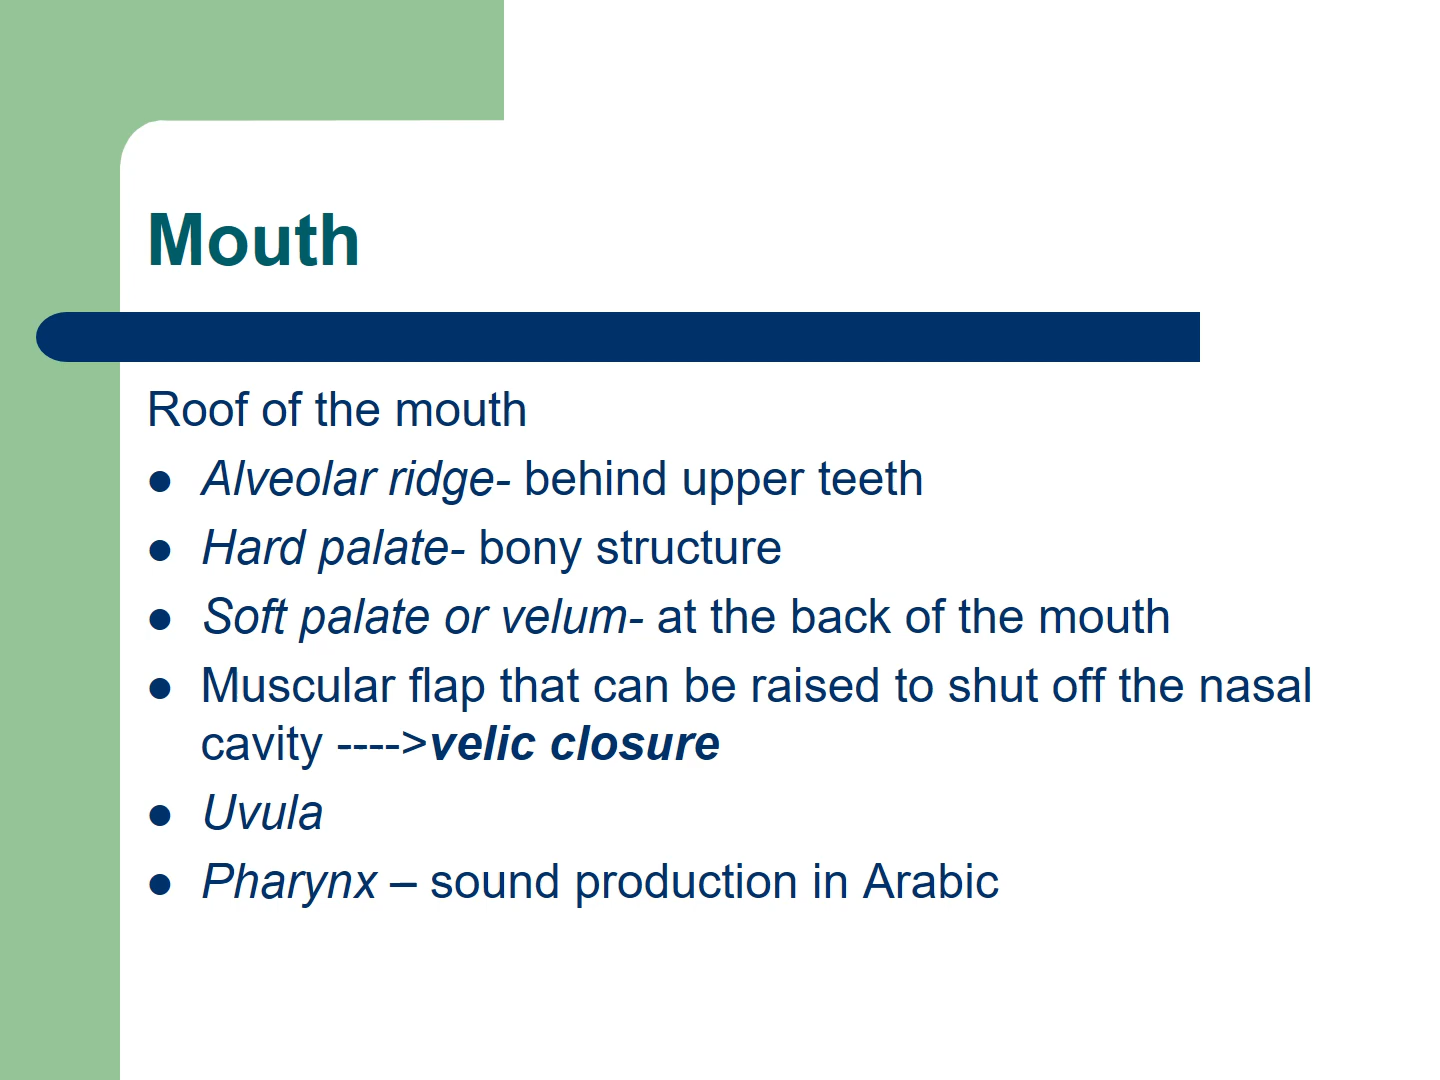 Mouth
Roof of the mouth
● Alveolar ridge- behind upper teeth
● Hard palate- bony structure
● Soft palate or velum- at the back of the mouth
● Muscular flap that can be raised to shut off the nasal
cavity ---->velic closure
● Uvula
● Pharynx – sound production in Arabic